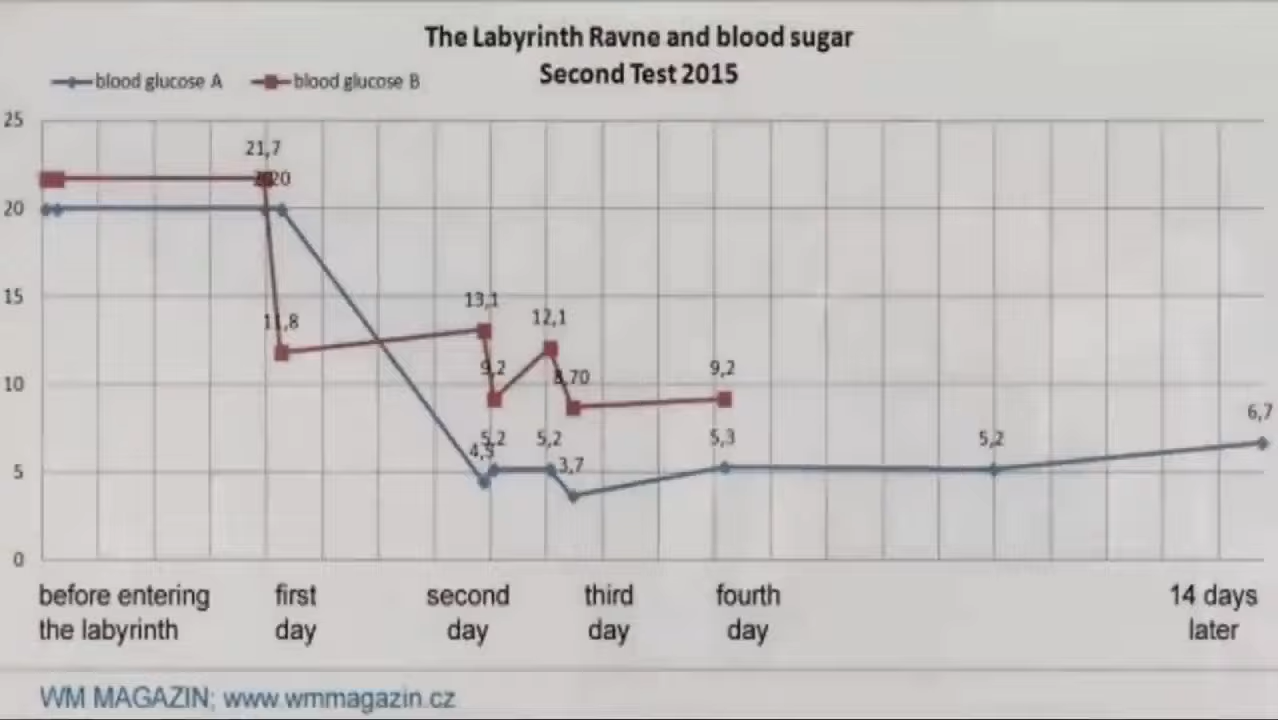 The Labyrinth Ravne and blood sugar
Second Test 2015
blood glucose A
blood glucose B
25
21,7
20
20
15
13,1
12,1
11,8
10
9,2
8,70
9,2
6,7
5,2
5,2
5,3
5,2
5
3,7
0
before entering
the labyrinth
first
day
second
day
third
day
fourth
day
14 days
later
WM MAGAZIN; www.wmmagazin.cz